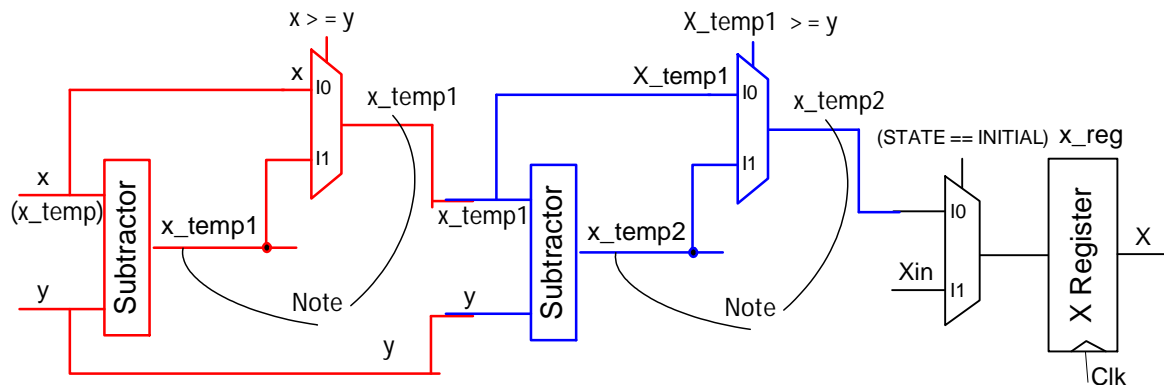 x >= y
X_temp1 >= y
x
I0
x_temp1
X_temp1
I0
x_temp2
(STATE == INITIAL)
x_reg
I1
I1
x
(x_temp)
Subtractor
x_temp1
x_temp1
Subtractor
x_temp2
I0
X Register
X
Xin
I1
y
Note
y
Note
y
Clk